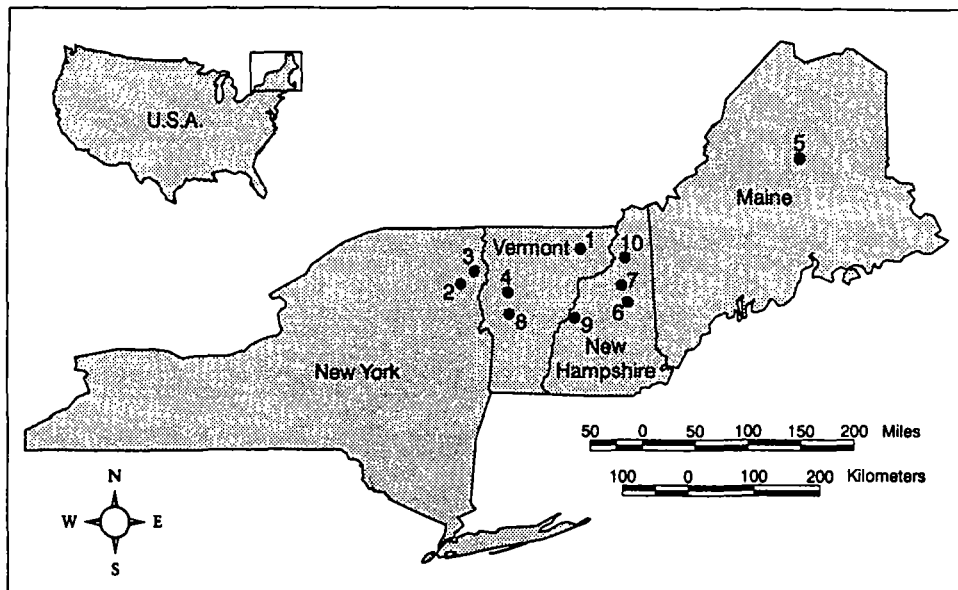 U.S.A.
5
Maine
Vermont
1
10
3
2
4
7
6
8
9
New York
New
Hampshire
50 0 50 100 150 200 Miles
100 0 100 200 Kilometers
N
W E
S